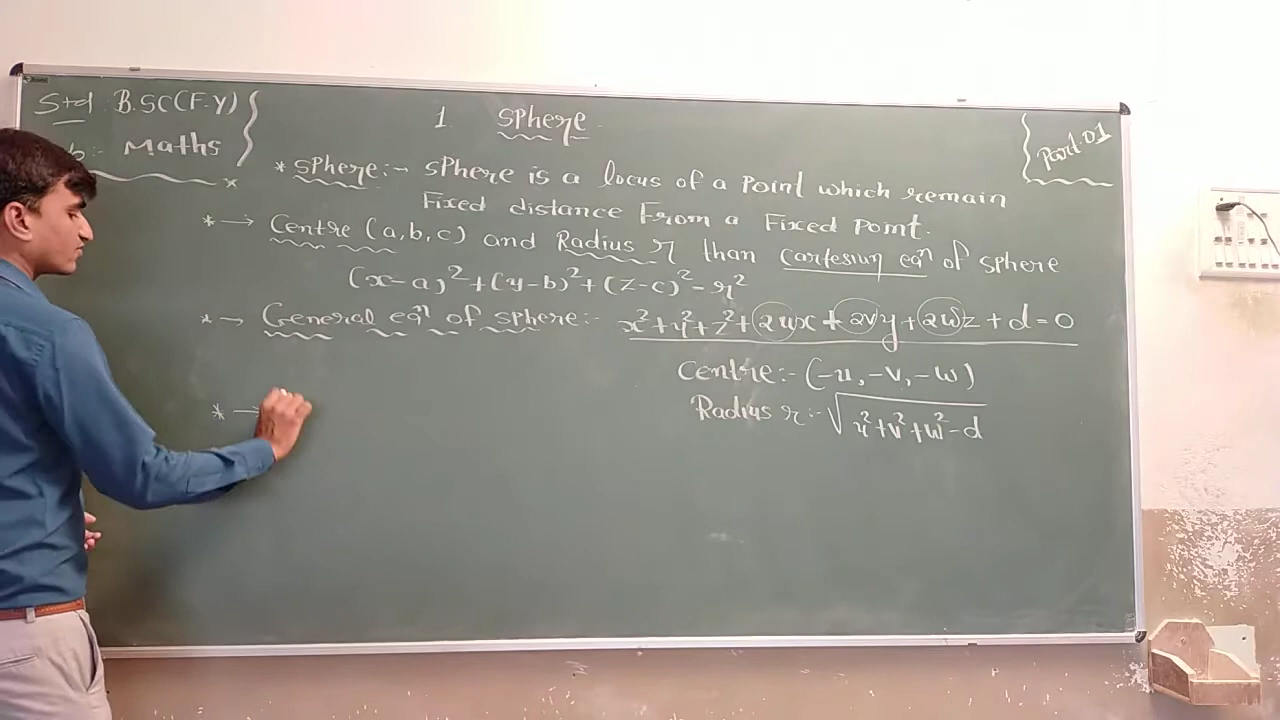 Std. B.SC(F.Y)
b:- Maths
1. Sphere
Part:01
* Sphere:- Sphere is a locus of a Point which remain
Fixed distance From a Fixed Point.
* → Centre (a,b,c) and Radius r than cartesiun eqⁿ of sphere
(x-a)²+(y-b)²+(z-c)²=r²
* → General eqⁿ of sphere:- x²+y²+z²+2ux+2vy+2wz+d=0
Centre:- (-u,-v,-w)
Radius r:- √u²+v²+w²-d
* →